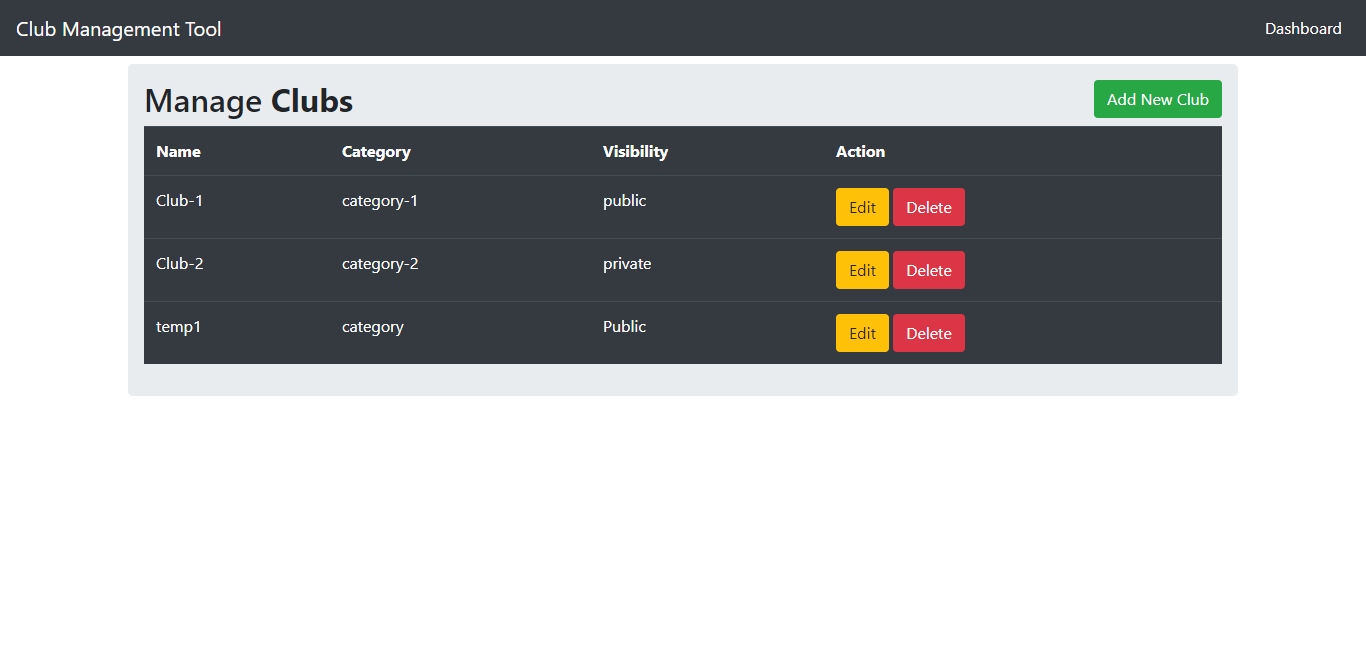 Club Management Tool Dashboard
Manage Clubs Add New Club
Name Category Visibility Action
Club-1 category-1 public Edit Delete
Club-2 category-2 private Edit Delete
temp1 category Public Edit Delete